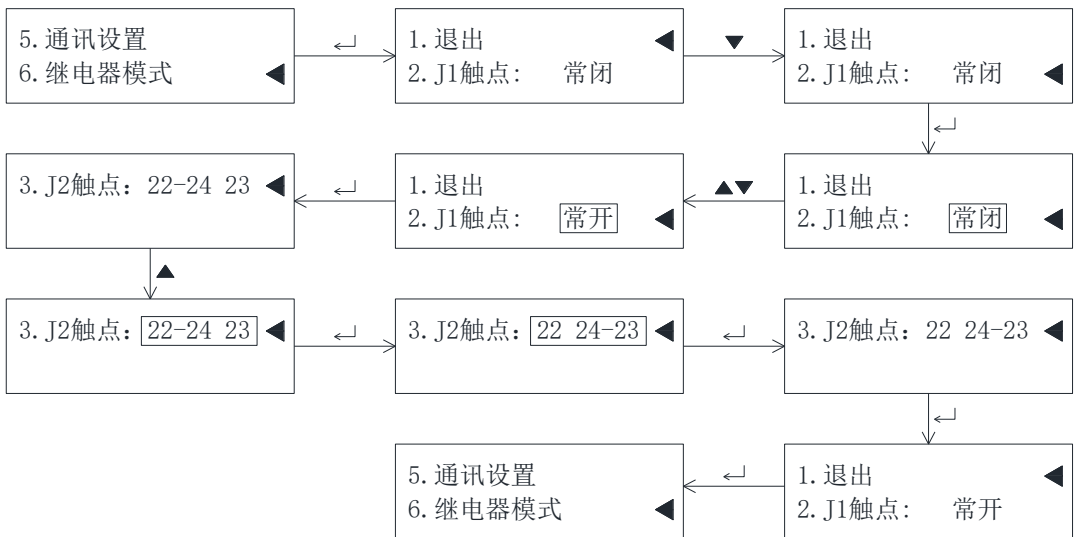 5.通讯设置
6.继电器模式
1.退出
2.J1触点: 常闭
1.退出
2.J1触点: 常闭
3.J2触点: 22-24 23
1.退出
2.J1触点: 常开
1.退出
2.J1触点: 常闭
3.J2触点: 22-24 23
3.J2触点: 22 24-23
3.J2触点: 22 24-23
5.通讯设置
6.继电器模式
1.退出
2.J1触点: 常开